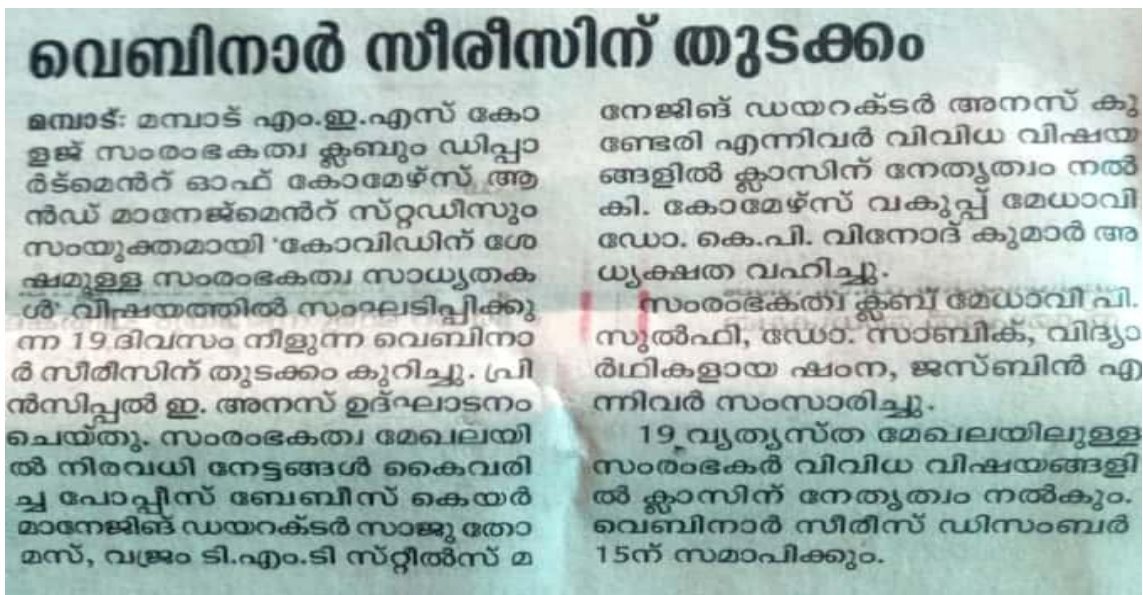 വെബിനാർ സീരീസിന് തുടക്കം
മമ്പാട്: മമ്പാട് എം.ഇ.എസ് കോ
ളജ് സംരംഭകത്വ ക്ലബും ഡിപ്പാ
ർട്മെൻറ് ഓഫ് കോമേഴ്സ് ആ
ൻഡ് മാനേജ്മെൻറ് സ്റ്റഡീസും
സംയുക്തമായി 'കോവിഡിന് ശേ
ഷമുള്ള സംരംഭകത്വ സാധ്യതക
ൾ' വിഷയത്തിൽ സംഘടിപ്പിക്കു
ന്ന 19 ദിവസം നീളുന്ന വെബിനാ
ർ സീരീസിന് തുടക്കം കുറിച്ചു. പ്രി
ൻസിപ്പൽ ഇ. അനസ് ഉദ്ഘാടനം
ചെയ്തു. സംരംഭകത്വ മേഖലയി
ൽ നിരവധി നേട്ടങ്ങൾ കൈവരി
ച്ച പോപ്പീസ് ബേബീസ് കെയർ
മാനേജിങ് ഡയറക്ടർ സാജു തോ
മസ്, വജ്രം ടി.എം.ടി സ്റ്റീൽസ് മ
നേജിങ് ഡയറക്ടർ അനസ് കു
ണ്ടേരി എന്നിവർ വിവിധ വിഷയ
ങ്ങളിൽ ക്ലാസിന് നേതൃത്വം നൽ
കി. കോമേഴ്സ് വകുപ്പ് മേധാവി
ഡോ. കെ.പി. വിനോദ് കുമാർ അ
ധ്യക്ഷത വഹിച്ചു.
സംരംഭകത്വ ക്ലബ് മേധാവി പി.
സുൽഫി, ഡോ. സാബിക്, വിദ്യാ
ർഥികളായ ഷംന, ജസ്ബിൻ എ
ന്നിവർ സംസാരിച്ചു.
19 വ്യത്യസ്ത മേഖലയിലുള്ള
സംരംഭകർ വിവിധ വിഷയങ്ങളി
ൽ ക്ലാസിന് നേതൃത്വം നൽകും.
വെബിനാർ സീരീസ് ഡിസംബർ
15ന് സമാപിക്കും.